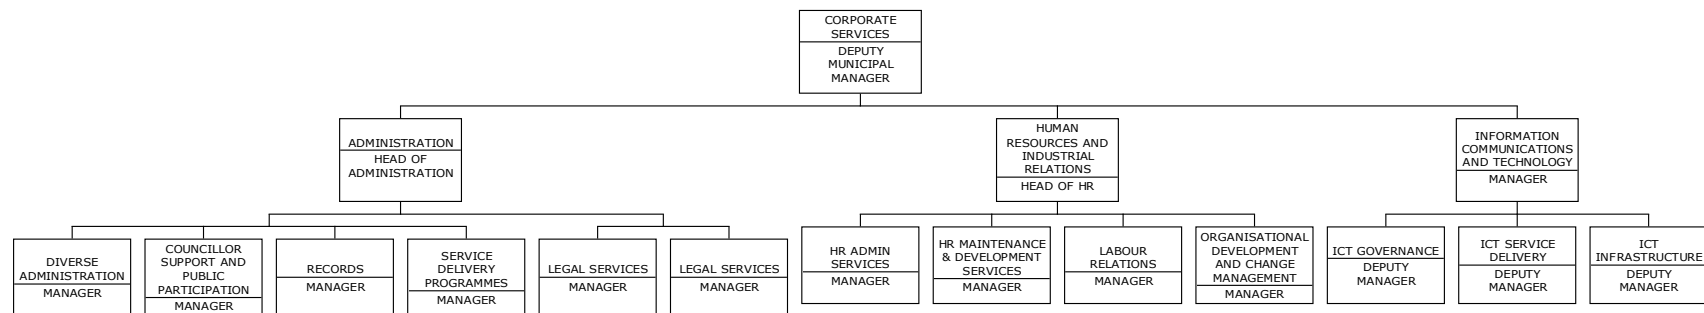 CORPORATE
SERVICES
DEPUTY
MUNICIPAL
MANAGER
ADMINISTRATION
HEAD OF
ADMINISTRATION
HUMAN
RESOURCES AND
INDUSTRIAL
RELATIONS
HEAD OF HR
INFORMATION
COMMUNICATIONS
AND TECHNOLOGY
MANAGER
DIVERSE
ADMINISTRATION
MANAGER
COUNCILLOR
SUPPORT AND
PUBLIC
PARTICIPATION
MANAGER
RECORDS
MANAGER
SERVICE
DELIVERY
PROGRAMMES
MANAGER
LEGAL SERVICES
MANAGER
LEGAL SERVICES
MANAGER
HR ADMIN
SERVICES
MANAGER
HR MAINTENANCE
& DEVELOPMENT
SERVICES
MANAGER
LABOUR
RELATIONS
MANAGER
ORGANISATIONAL
DEVELOPMENT
AND CHANGE
MANAGEMENT
MANAGER
ICT GOVERNANCE
DEPUTY
MANAGER
ICT SERVICE
DELIVERY
DEPUTY
MANAGER
ICT
INFRASTRUCTURE
DEPUTY
MANAGER